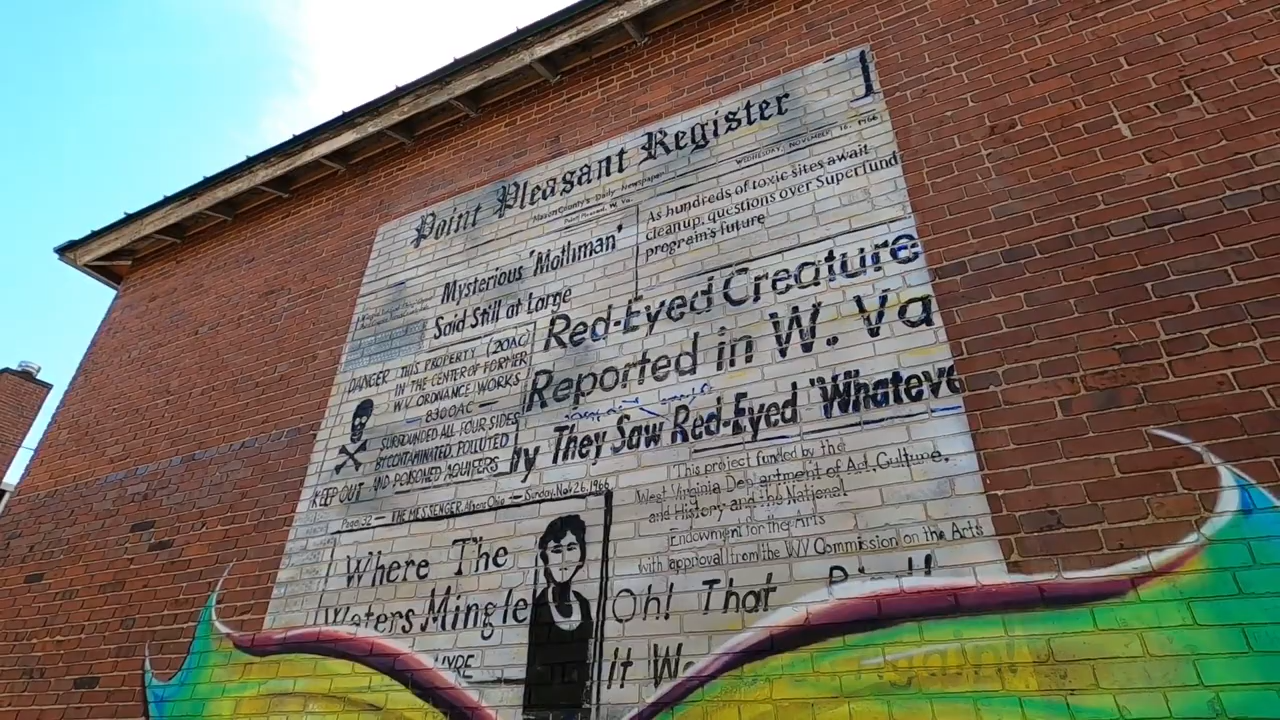 Point Pleasant Register
1
Mason County's Daily Newspaper
WEDNESDAY, NOVEMBER 16, 1966
Point Pleasant, W. Va.
Mysterious 'Mothman'
Said Still at Large
As hundreds of toxic sites await
cleanup, questions over Superfund
program's future
Red-Eyed Creature
Reported in W. Va
DANGER THIS PROPERTY (20AC)
IN THE CENTER OF FORMER
W.V. ORDNANCE WORKS
— 8300AC —
SURROUNDED ALL FOUR SIDES
BY CONTAMINATED, POLLUTED
KEEP OUT AND POISONED AQUIFERS
ly They Saw Red-Eyed 'Whateve
Page 32 — THE MESSENGER, Athens Ohio — Sunday, Nov 26, 1966
Where The
Waters Mingle
This project funded by the
West Virginia Department of Art, Culture,
and History and the National
Endowment for the Arts
with approval from the WV Commission on the Arts
Oh! That
It W